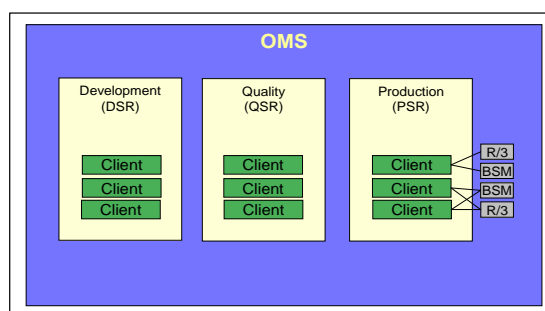 OMS
Development
(DSR)
Client
Client
Client
Quality
(QSR)
Client
Client
Client
Production
(PSR)
Client
Client
Client
R/3
BSM
BSM
R/3